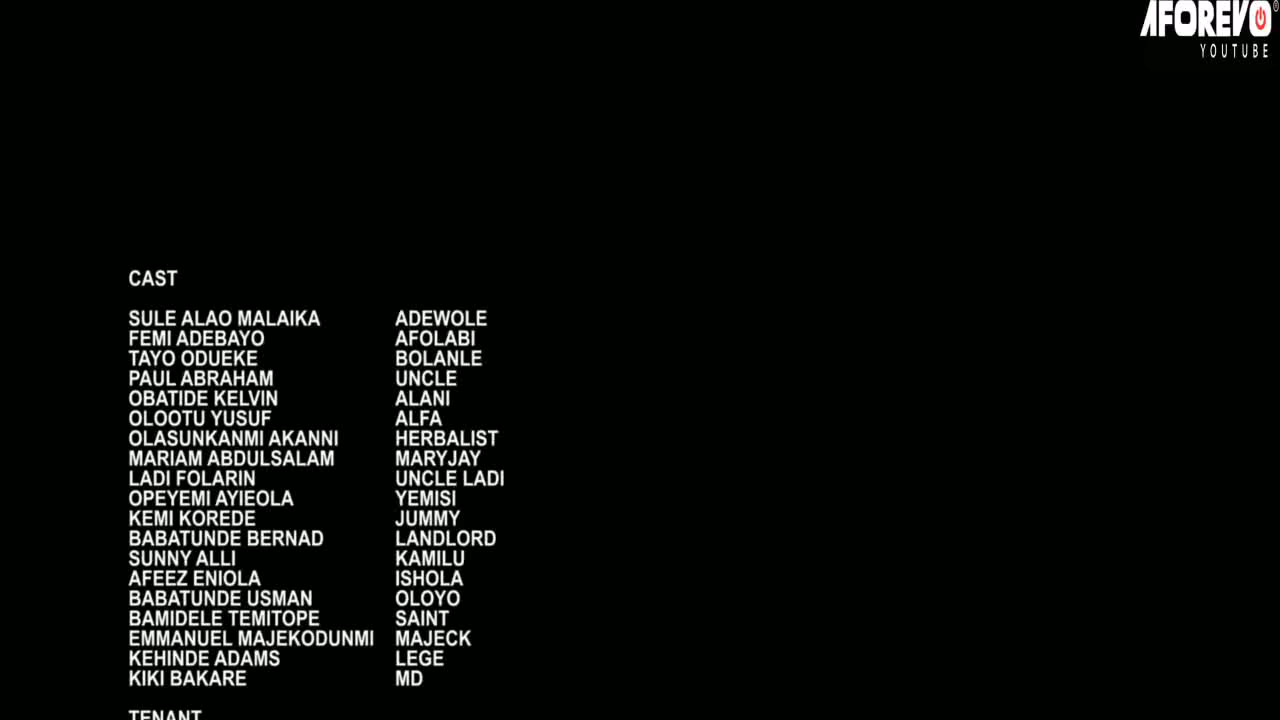 AFOREVO
YOUTUBE
CAST
SULE ALAO MALAIKA ADEWOLE
FEMI ADEBAYO AFOLABI
TAYO ODUEKE BOLANLE
PAUL ABRAHAM UNCLE
OBATIDE KELVIN ALANI
OLOOTU YUSUF ALFA
OLASUNKANMI AKANNI HERBALIST
MARIAM ABDULSALAM MARYJAY
LADI FOLARIN UNCLE LADI
OPEYEMI AYIEOLA YEMISI
KEMI KOREDE JUMMY
BABATUNDE BERNAD LANDLORD
SUNNY ALLI KAMILU
AFEEZ ENIOLA ISHOLA
BABATUNDE USMAN OLOYO
BAMIDELE TEMITOPE SAINT
EMMANUEL MAJEKODUNMI MAJECK
KEHINDE ADAMS LEGE
KIKI BAKARE MD
TENANT